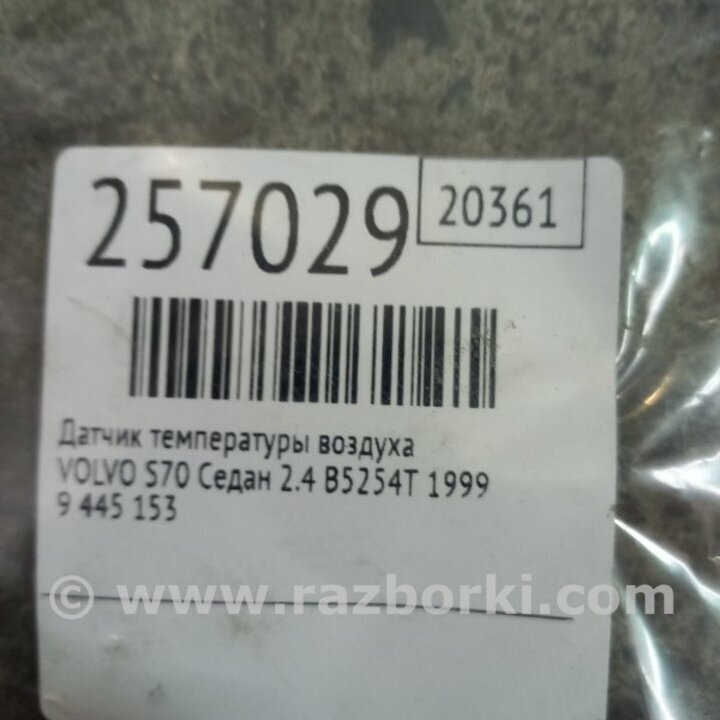 257029
20361
Датчик температуры воздуха
VOLVO S70 Седан 2.4 B5254T 1999
9 445 153
© www.razborki.com